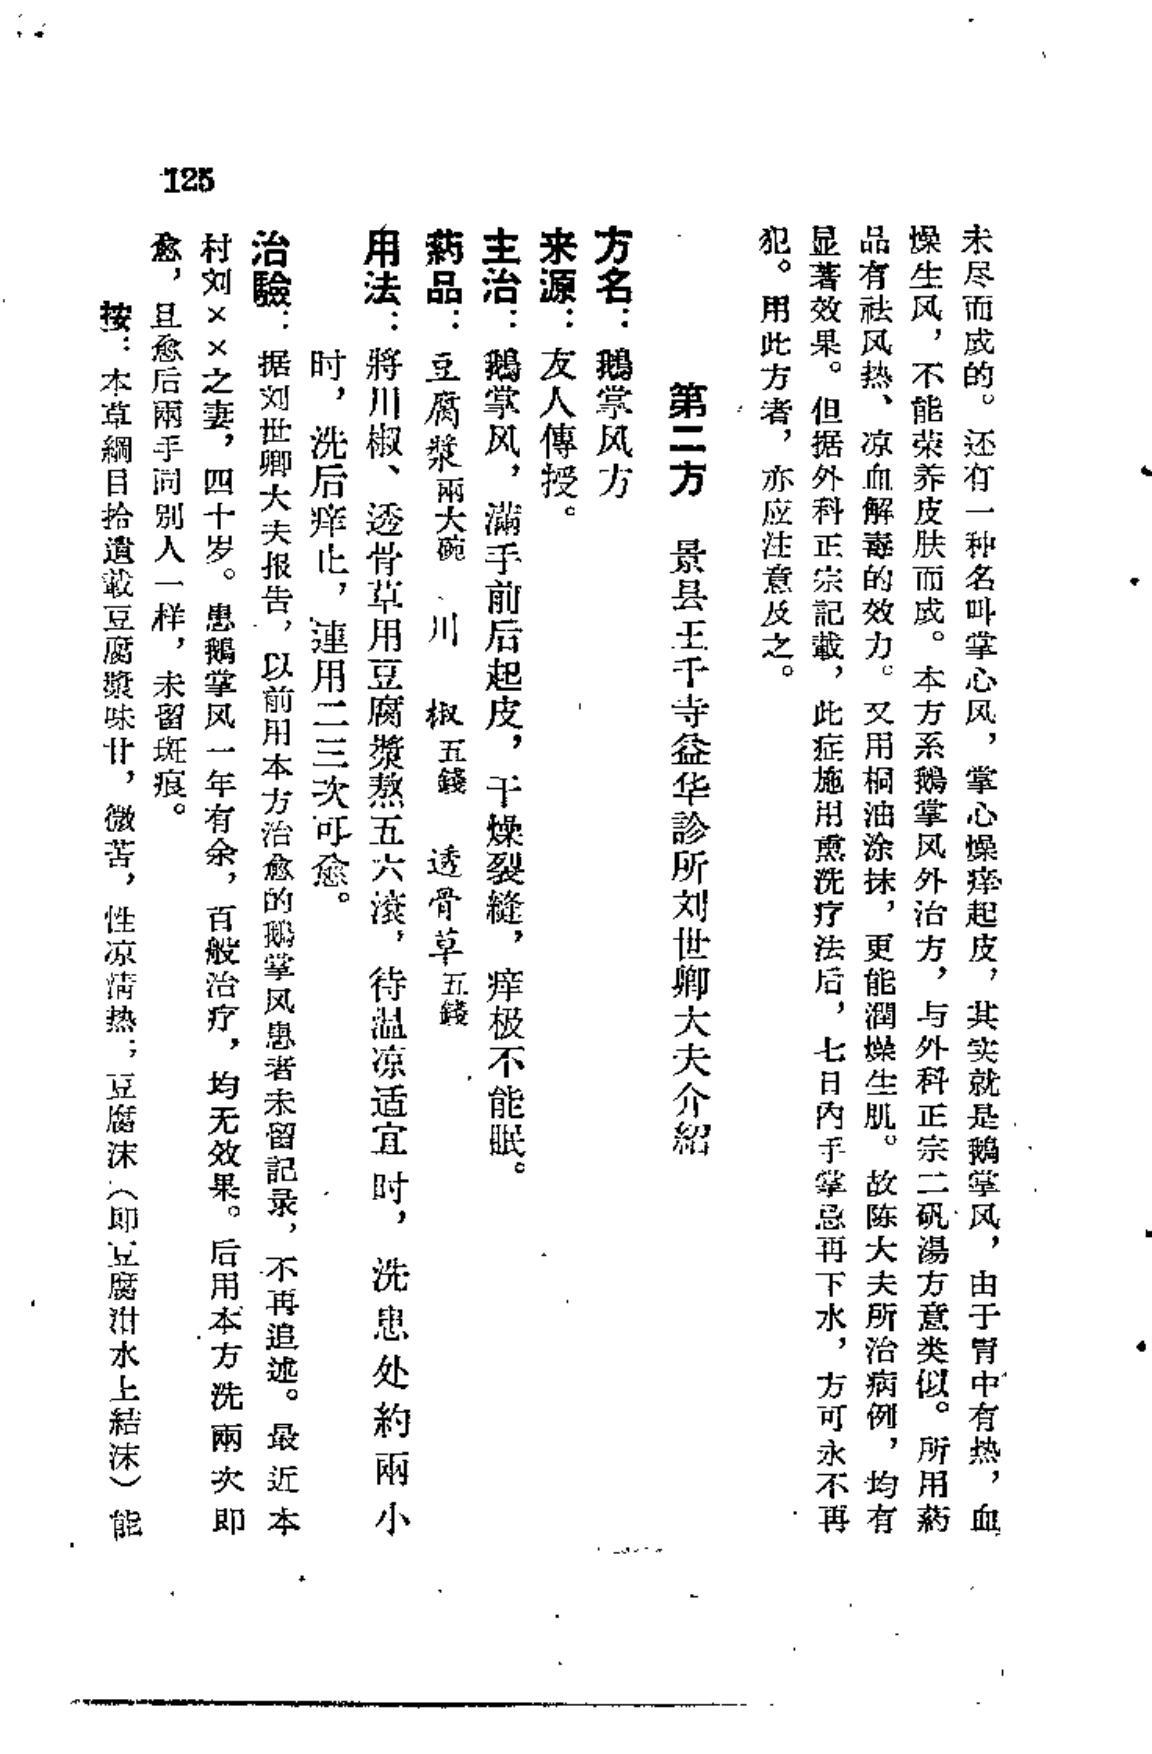 未尽而成的。还有一种名叫掌心风，掌心燥痒起皮，其实就是鵝掌风，由于胃中有热，血
燥生风，不能荣养皮肤而成。本方系鵝掌风外治方，与外科正宗二矾湯方意类似。所用葯
品有祛风热、凉血解毒的效力。又用桐油涂抹，更能潤燥生肌。故陈大夫所治病例，均有
显著效果。但据外科正宗記載，此症施用熏洗疗法后，七日內手掌忌再下水，方可永不再
犯。用此方者，亦应注意及之。
第二方　景县王千寺益华診所刘世卿大夫介紹
方名：鵝掌风方
来源：友人傳授。
主治：鵝掌风，滿手前后起皮，干燥裂縫，痒极不能眠。
葯品：豆腐漿兩大碗　川椒五錢　透骨草五錢
用法：將川椒、透骨草用豆腐漿熬五六滚，待温凉适宜时，洗患处約兩小
时，洗后痒止，連用二三次可愈。
治驗：据刘世卿大夫报告，以前用本方治愈的鵝掌风患者未留記录，不再追述。最近本
村刘××之妻，四十岁。患鵝掌风一年有余，百般治疗，均无效果。后用本方洗兩次即
愈，且愈后兩手同别人一样，未留斑痕。
按：本草綱目拾遺載豆腐漿味甘，微苦，性凉清热；豆腐沫（即豆腐泔水上結沫）能
125